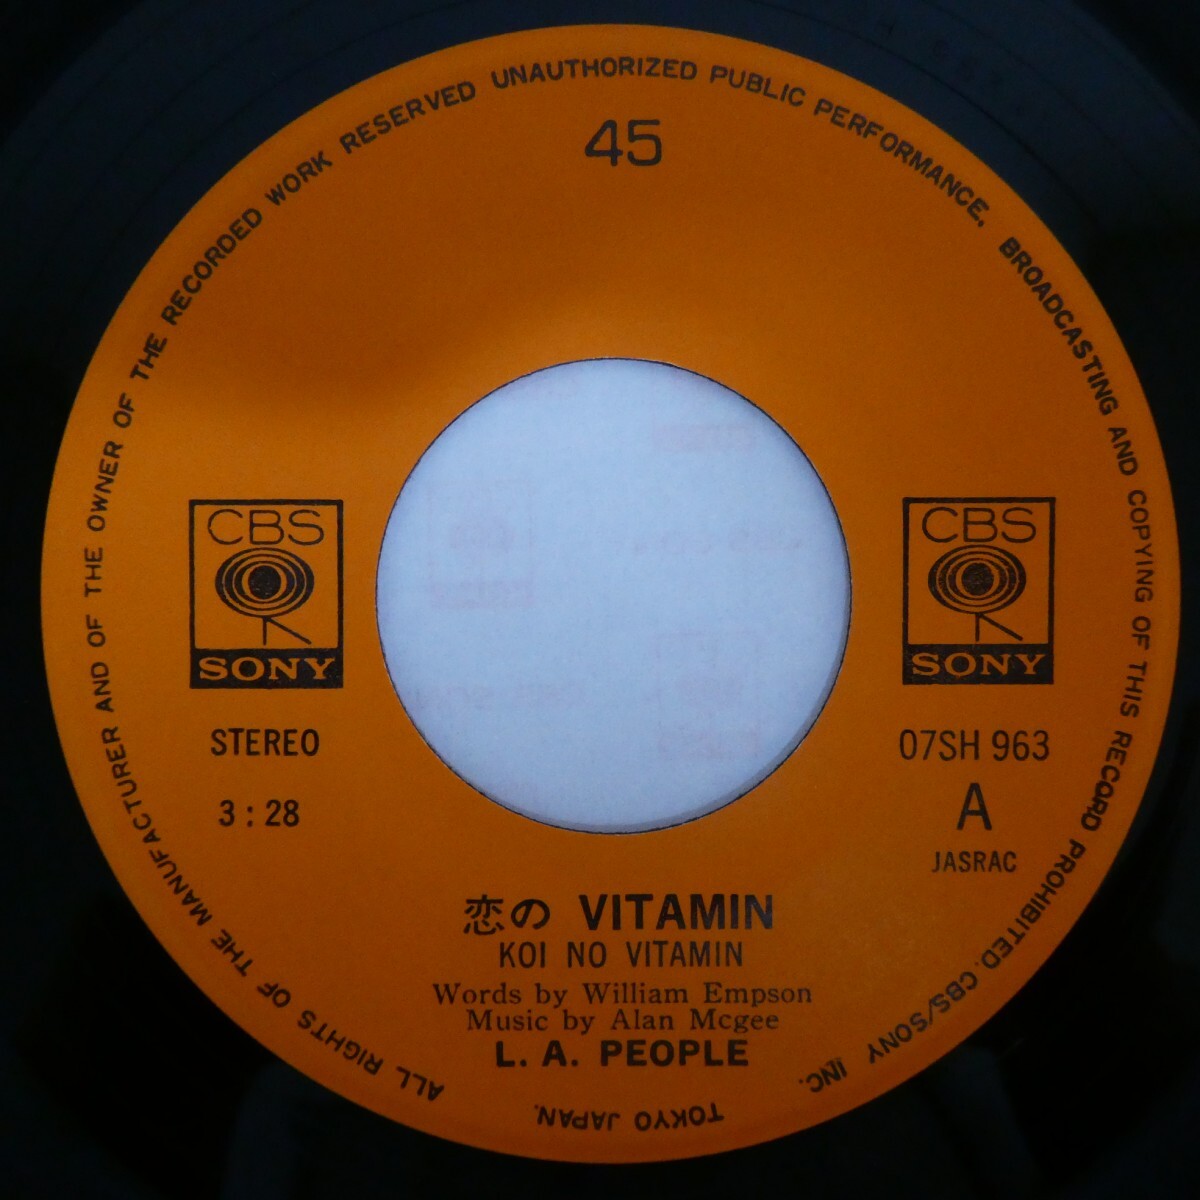 ALL RIGHTS OF THE MANUFACTURER AND OF THE OWNER OF THE RECORDED WORK RESERVED UNAUTHORIZED PUBLIC PERFORMANCE, BROADCASTING AND COPYING OF THIS RECORD PROHIBITED. CBS/SONY INC.
TOKYO JAPAN.
45
CBS
SONY
CBS
SONY
STEREO
3:28
07SH 963
A
JASRAC
恋の VITAMIN
KOI NO VITAMIN
Words by William Empson
Music by Alan Mcgee
L. A. PEOPLE